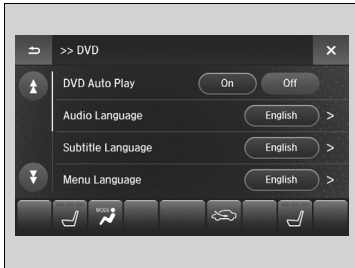 >> DVD
DVD Auto Play On Off
Audio Language English >
Subtitle Language English >
Menu Language English >
MODE